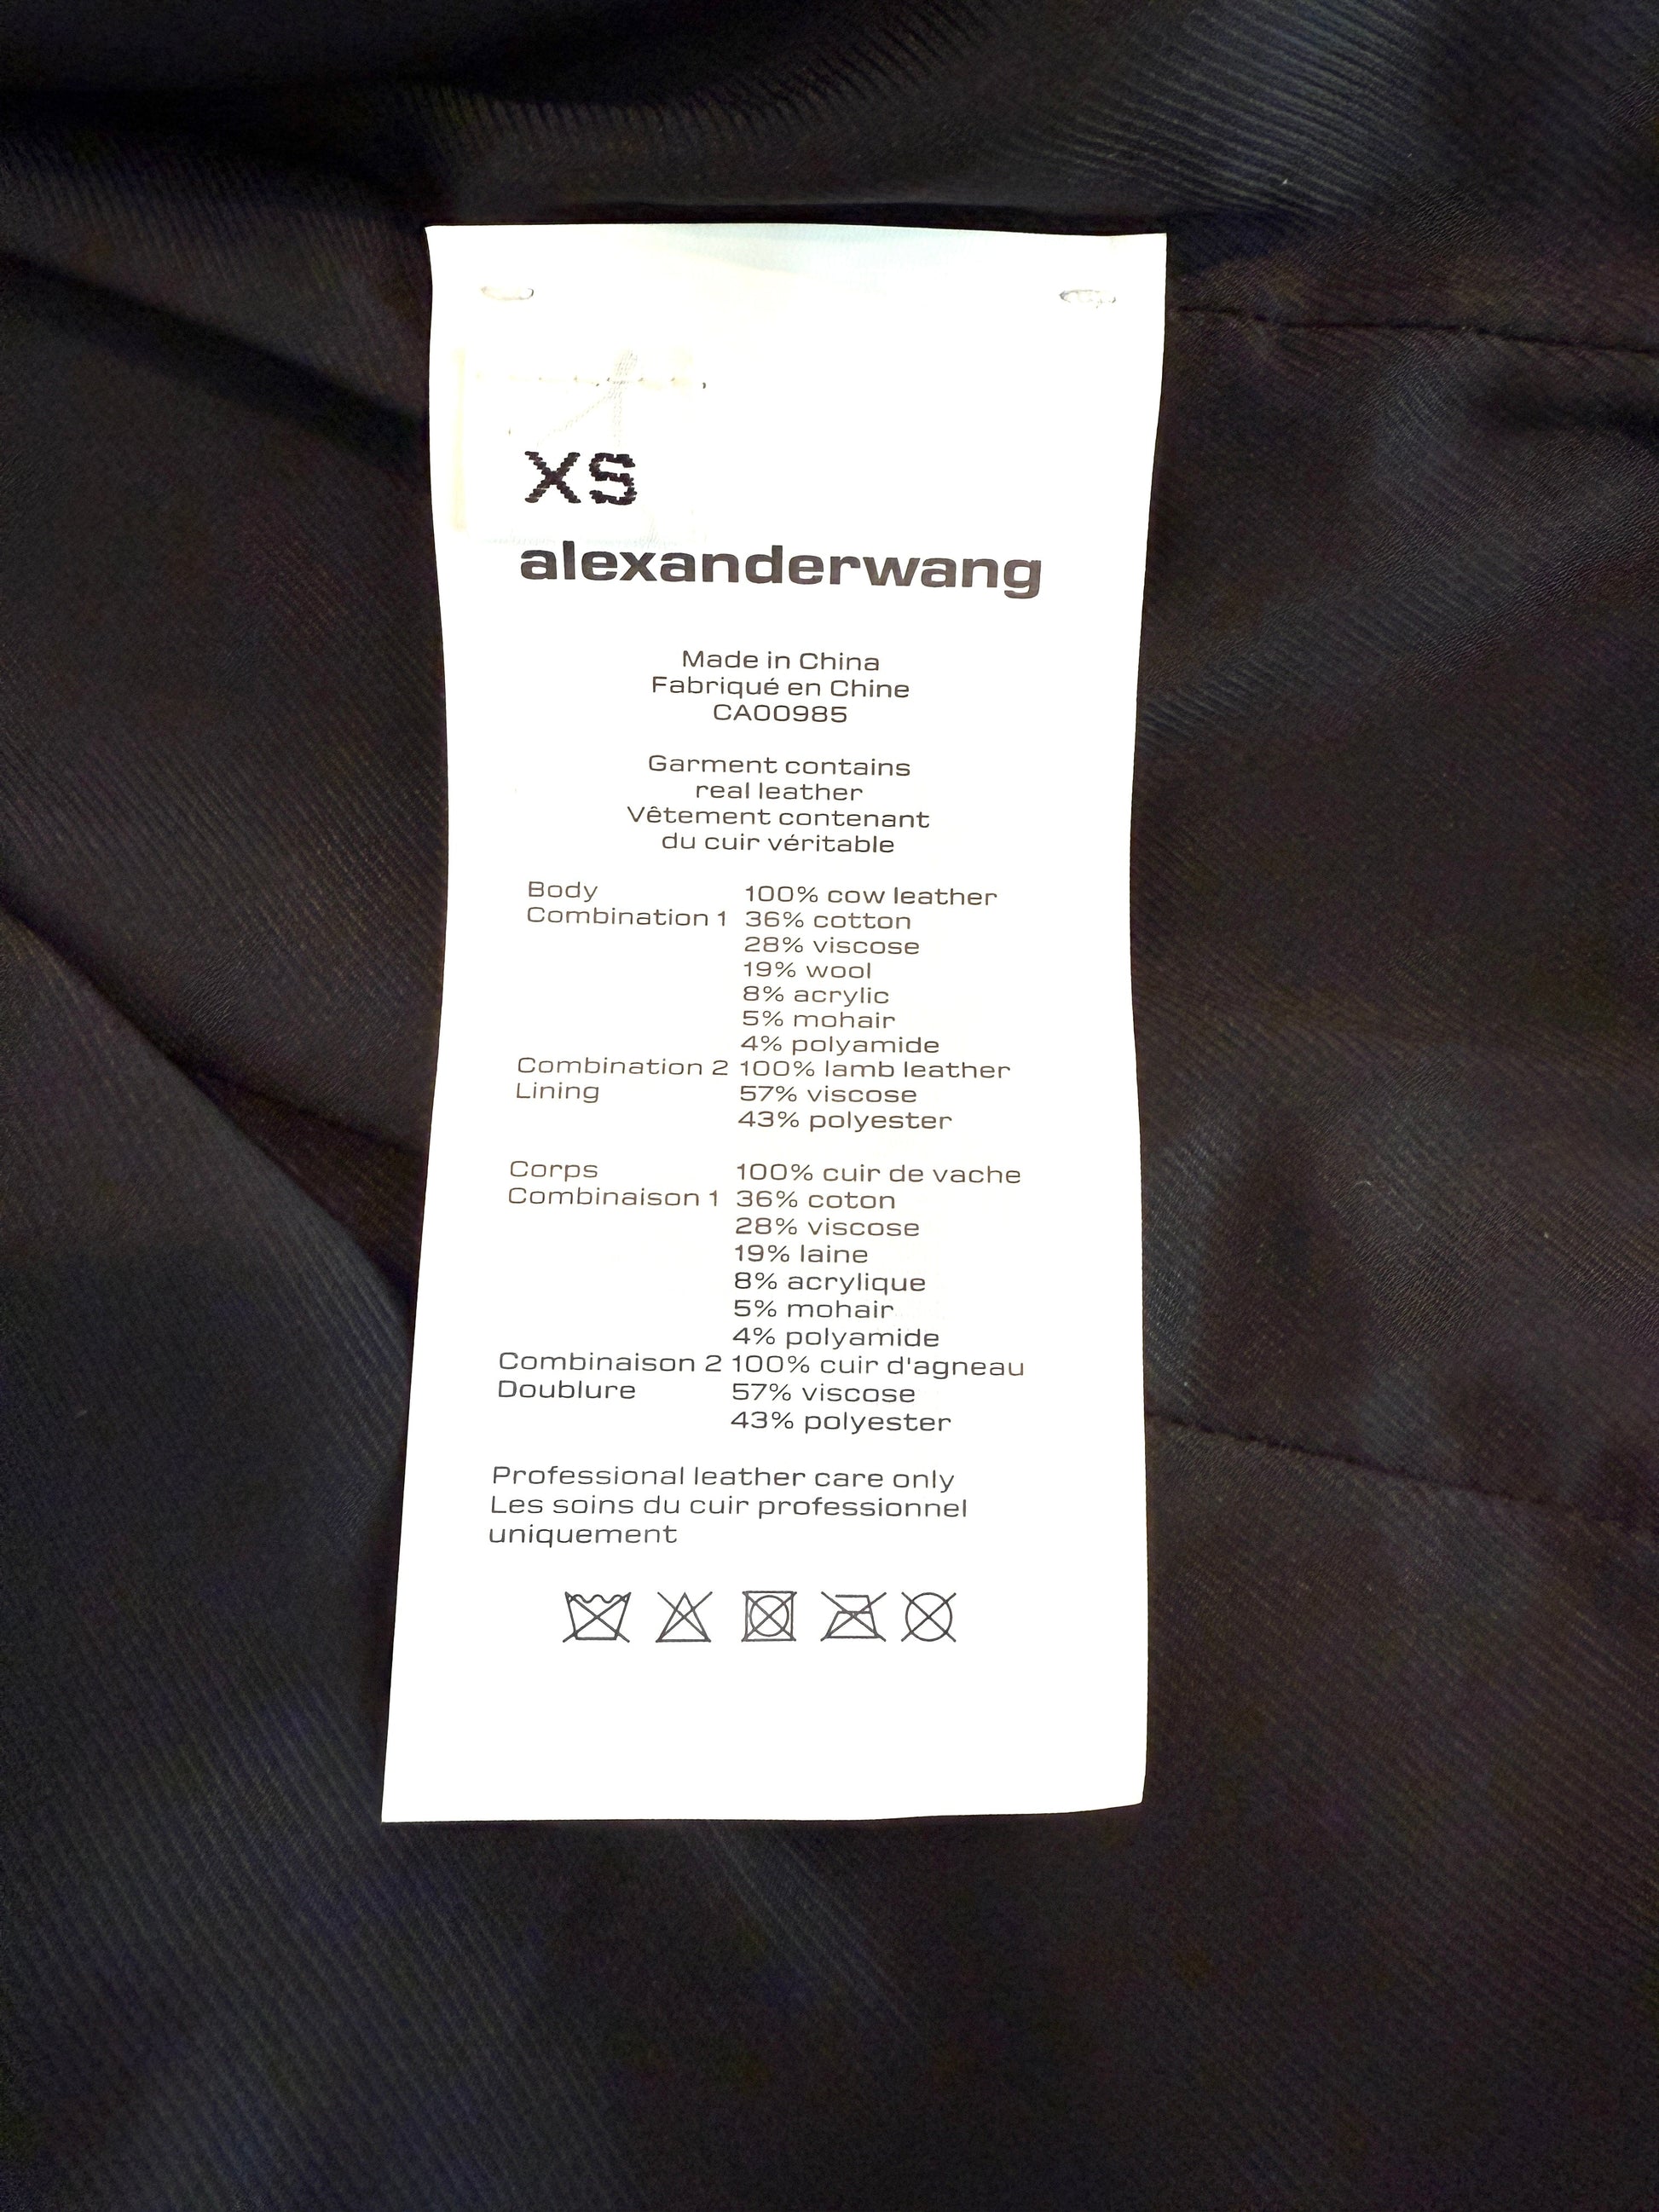 XS
alexanderwang
Made in China
Fabriqué en Chine
CA00985
Garment contains
real leather
Vêtement contenant
du cuir véritable
Body 100% cow leather
Combination 1 36% cotton
28% viscose
19% wool
8% acrylic
5% mohair
4% polyamide
Combination 2 100% lamb leather
Lining 57% viscose
43% polyester
Corps 100% cuir de vache
Combinaison 1 36% coton
28% viscose
19% laine
8% acrylique
5% mohair
4% polyamide
Combinaison 2 100% cuir d'agneau
Doublure 57% viscose
43% polyester
Professional leather care only
Les soins du cuir professionnel
uniquement